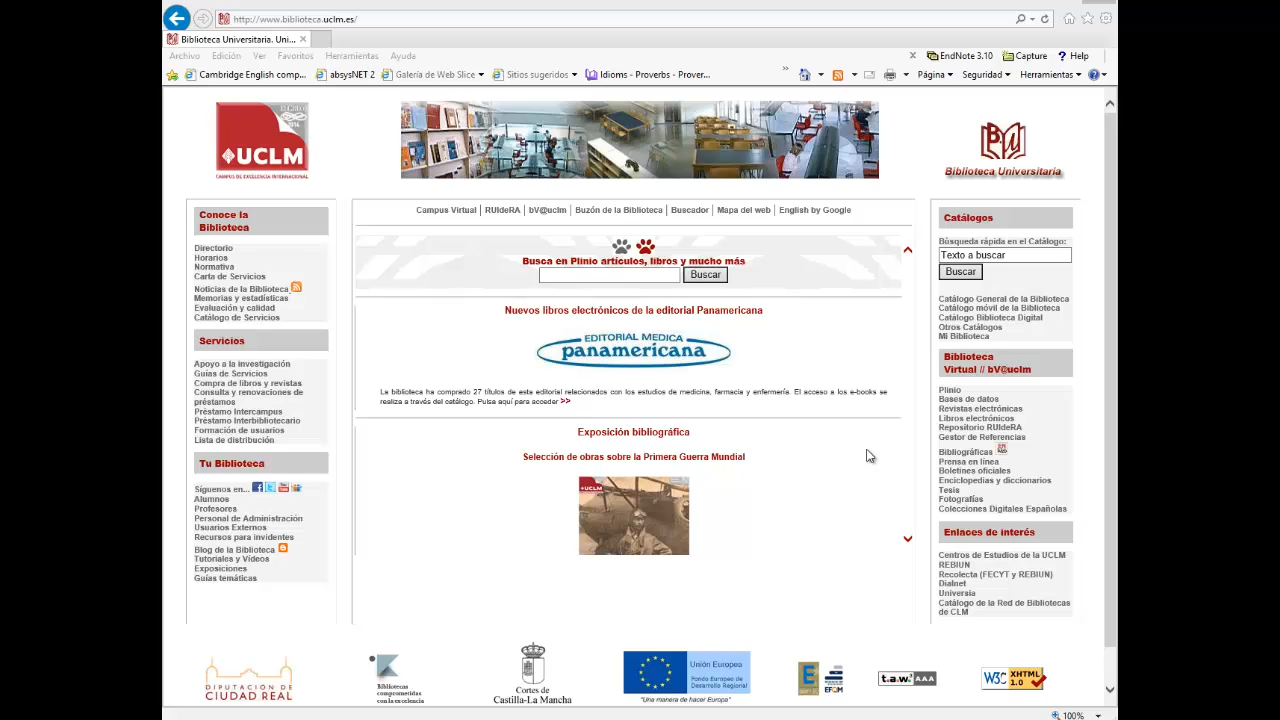 http://www.biblioteca.uclm.es/
Biblioteca Universitaria. Uni...
Archivo Edición Ver Favoritos Herramientas Ayuda
EndNote 3.10 Capture ? Help
Cambridge English comp... absysNET 2 Galería de Web Slice Sitios sugeridos Idioms - Proverbs - Prover...
Página Seguridad Herramientas
UCLM
CAMPUS DE EXCELENCIA INTERNACIONAL
Biblioteca Universitaria
Conoce la
Biblioteca
Directorio
Horarios
Normativa
Carta de Servicios
Noticias de la Biblioteca
Memorias y estadísticas
Evaluación y calidad
Catálogo de Servicios
Servicios
Apoyo a la investigación
Guías de Servicios
Compra de libros y revistas
Consulta y renovaciones de
préstamos
Préstamo Intercampus
Préstamo Interbibliotecario
Formación de usuarios
Lista de distribución
Tu Biblioteca
Síguenos en...
Alumnos
Profesores
Personal de Administración
Usuarios Externos
Recursos para invidentes
Blog de la Biblioteca
Tutoriales y Vídeos
Exposiciones
Guías temáticas
Campus Virtual RUIdeRA bV@uclm Buzón de la Biblioteca Buscador Mapa del web English by Google
Busca en Plinio artículos, libros y mucho más
Buscar
Nuevos libros electrónicos de la editorial Panamericana
EDITORIAL MEDICA
panamericana
La biblioteca ha comprado 27 títulos de esta editorial relacionados con los estudios de medicina, farmacia y enfermería. El acceso a los e-books se
realiza a través del catálogo. Pulsa aquí para acceder >>
Exposición bibliográfica
Selección de obras sobre la Primera Guerra Mundial
UCLM
Catálogos
Búsqueda rápida en el Catálogo:
Texto a buscar
Buscar
Catálogo General de la Biblioteca
Catálogo móvil de la Biblioteca
Catálogo Biblioteca Digital
Otros Catálogos
Mi Biblioteca
Biblioteca
Virtual // bV@uclm
Plinio
Bases de datos
Revistas electrónicas
Libros electrónicos
Repositorio RUIdeRA
Gestor de Referencias
Bibliográficas
Prensa en línea
Boletines oficiales
Enciclopedias y diccionarios
Tesis
Fotografías
Colecciones Digitales Españolas
Enlaces de interés
Centros de Estudios de la UCLM
REBIUN
Recolecta (FECYT y REBIUN)
Dialnet
Universia
Catálogo de la Red de Bibliotecas
de CLM
DIPUTACIÓN DE
CIUDAD REAL
Bibliotecas
comprometidas
con la excelencia
Cortes de
Castilla-La Mancha
Unión Europea
Fondo Europeo de
Desarrollo Regional
"Una manera de hacer Europa"
EFQM
t.a.w. AAA
W3C XHTML
1.0
100%